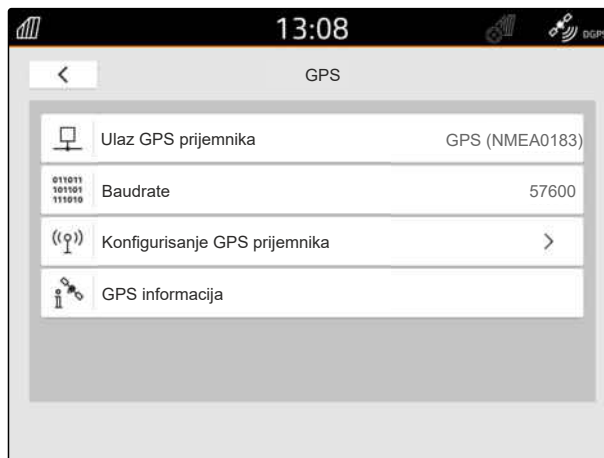 13:08
DGPS
GPS
Ulaz GPS prijemnika GPS (NMEA0183)
011011
101101
111010
Baudrate 57600
Konfigurisanje GPS prijemnika
GPS informacija